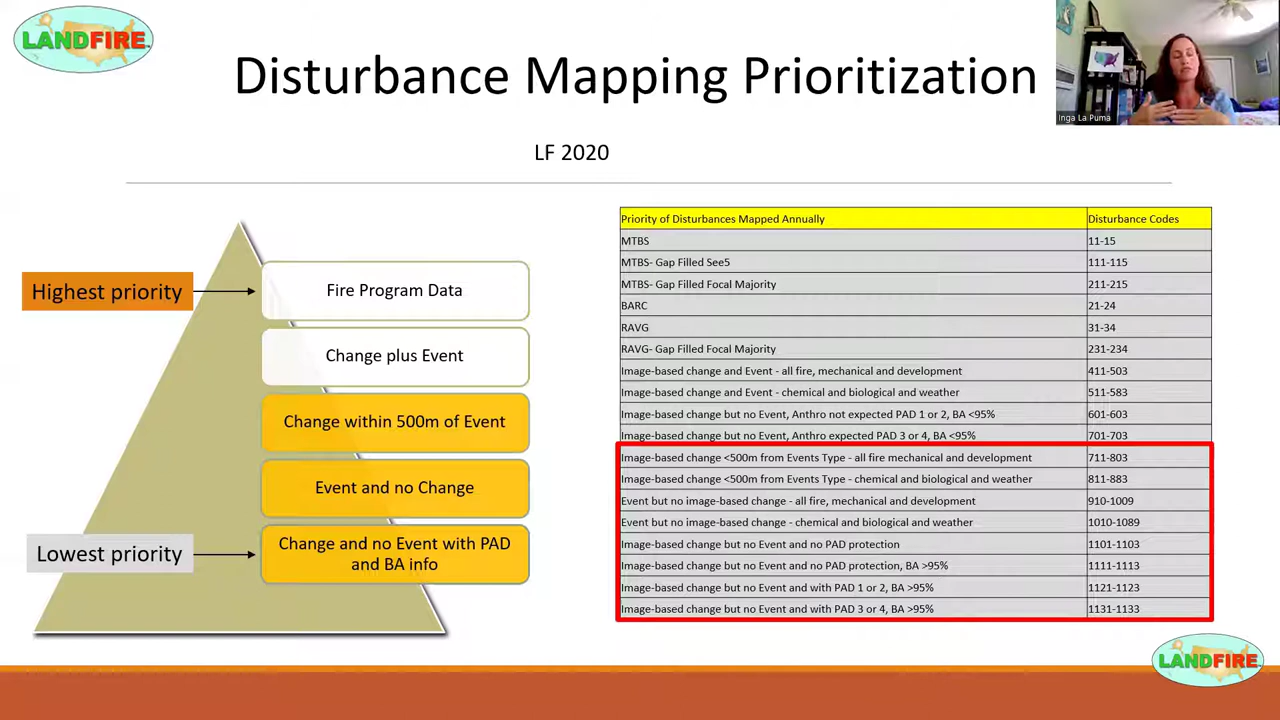 LANDFIRE
Disturbance Mapping Prioritization
Inga La Puma
LF 2020
Highest priority
Fire Program Data
Change plus Event
Change within 500m of Event
Event and no Change
Lowest priority
Change and no Event with PAD
and BA info
Priority of Disturbances Mapped Annually Disturbance Codes
MTBS 11-15
MTBS- Gap Filled See5 111-115
MTBS- Gap Filled Focal Majority 211-215
BARC 21-24
RAVG 31-34
RAVG- Gap Filled Focal Majority 231-234
Image-based change and Event - all fire, mechanical and development 411-503
Image-based change and Event - chemical and biological and weather 511-583
Image-based change but no Event, Anthro not expected PAD 1 or 2, BA <95% 601-603
Image-based change but no Event, Anthro expected PAD 3 or 4, BA <95% 701-703
Image-based change <500m from Events Type - all fire mechanical and development 711-803
Image-based change <500m from Events Type - chemical and biological and weather 811-883
Event but no image-based change - all fire, mechanical and development 910-1009
Event but no image-based change - chemical and biological and weather 1010-1089
Image-based change but no Event and no PAD protection 1101-1103
Image-based change but no Event and no PAD protection, BA >95% 1111-1113
Image-based change but no Event and with PAD 1 or 2, BA >95% 1121-1123
Image-based change but no Event and with PAD 3 or 4, BA >95% 1131-1133
LANDFIRE